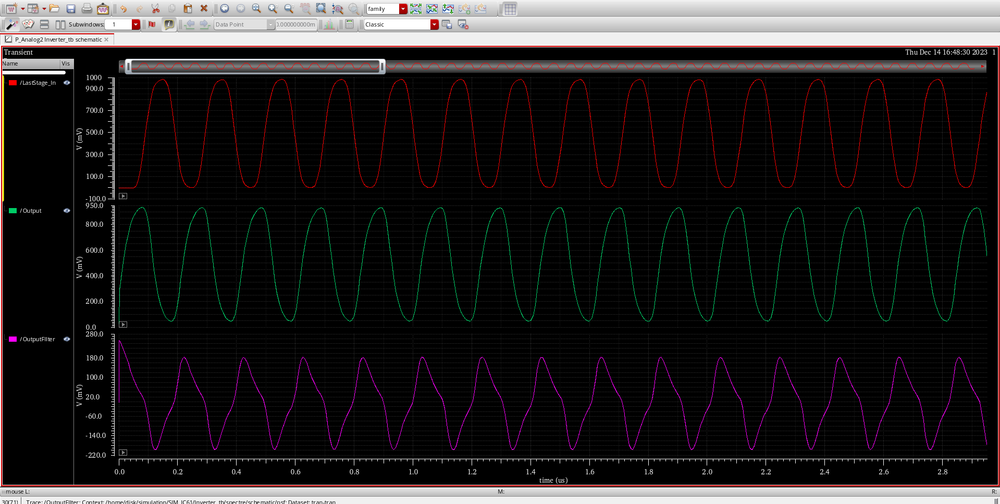 family
Subwindows: 1
Data Point
0.000000000m
Classic
P_Analog2 Inverter_tb schematic
Transient
Thu Dec 14 16:48:30 2023 1
Name Vis
/LastStage_In
1000
900.0
700.0
500.0
300.0
100.0
-100.0
V (mV)
/Output
950.0
800.0
600.0
400.0
200.0
0.0
V (mV)
/OutputFIlter
280.0
180.0
100.0
20.0
-60.0
-140.0
-220.0
V (mV)
0.0 0.2 0.4 0.6 0.8 1.0 1.2 1.4 1.6 1.8 2.0 2.2 2.4 2.6 2.8
time (us)
mouse L: M: R:
30(71) Trace: /OutputFIlter; Context: /home/disk/simulation/SIM_IC61/Inverter_tb/spectre/schematic/psf; Dataset: tran-tran